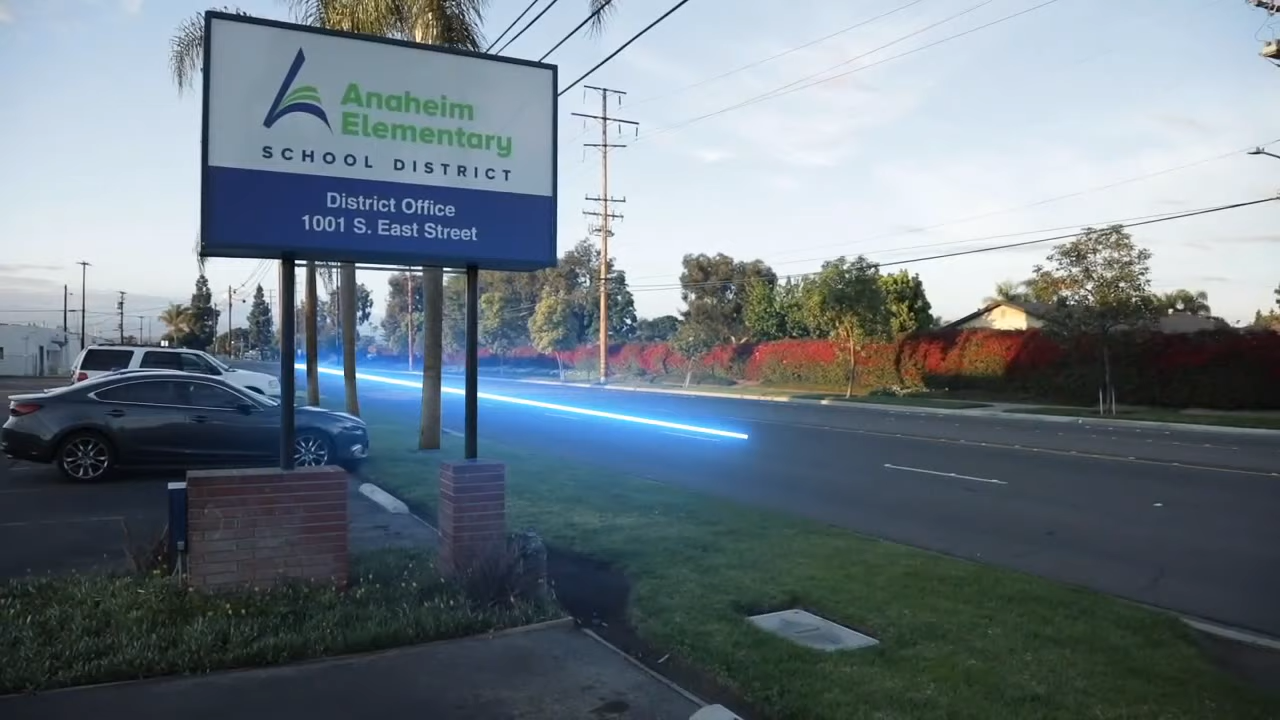 Anaheim
Elementary
SCHOOL DISTRICT
District Office
1001 S. East Street